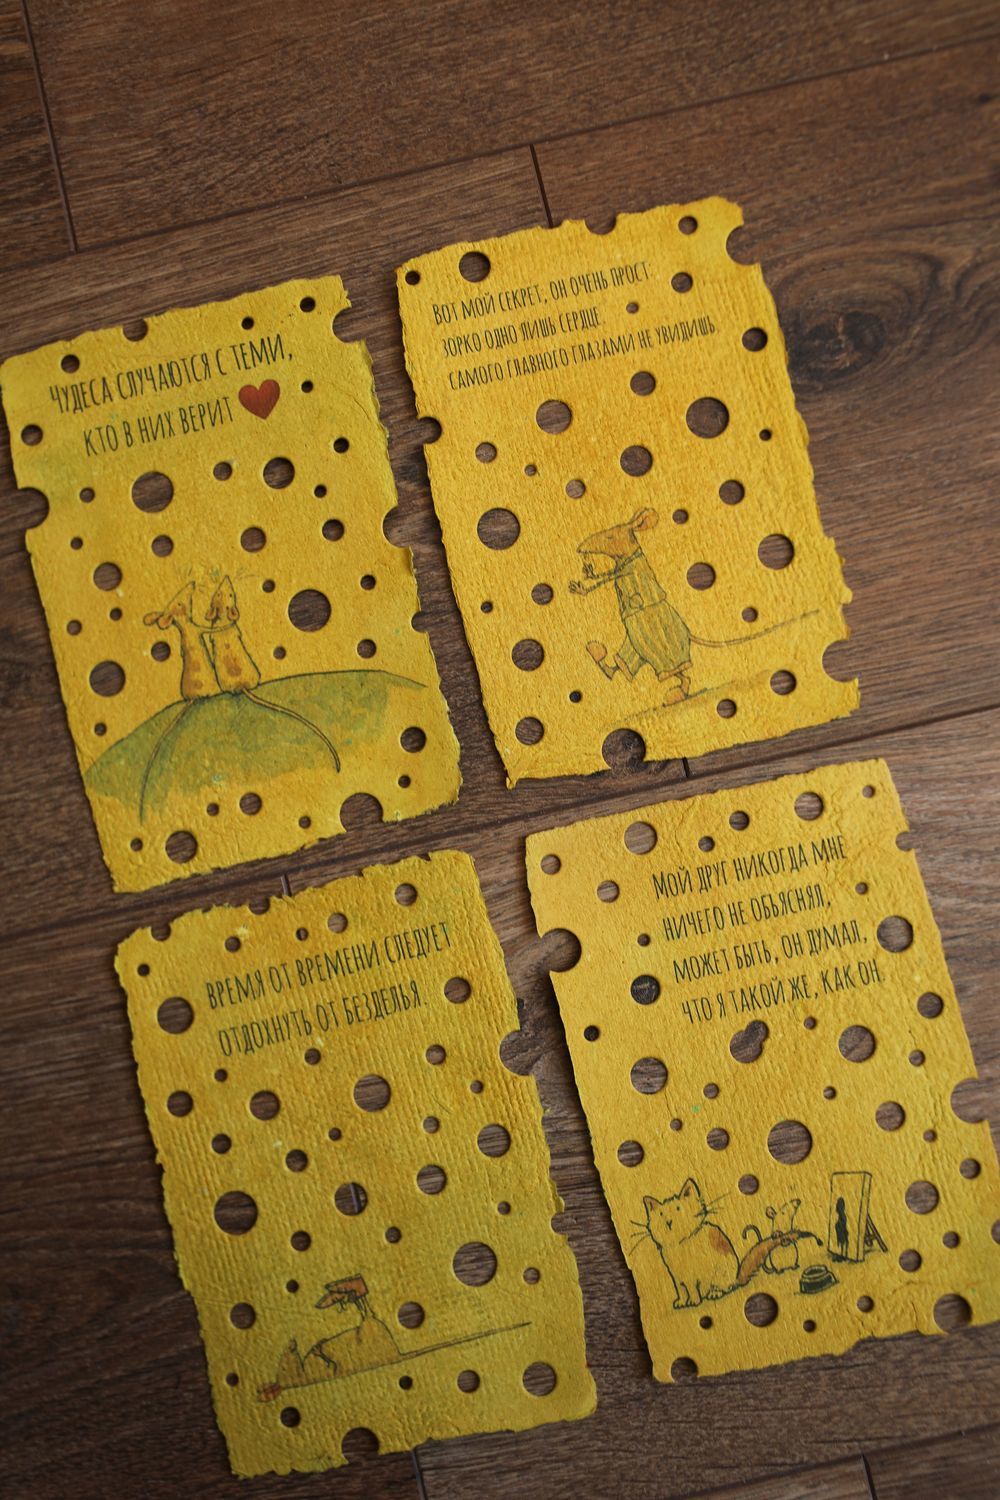 ЧУДЕСА СЛУЧАЮТСЯ С ТЕМИ,
КТО В НИХ ВЕРИТ
ВОТ МОЙ СЕКРЕТ, ОН ОЧЕНЬ ПРОСТ:
ЗОРКО ОДНО ЛИШЬ СЕРДЦЕ.
САМОГО ГЛАВНОГО ГЛАЗАМИ НЕ УВИДИШЬ
ВРЕМЯ ОТ ВРЕМЕНИ СЛЕДУЕТ
ОТДОХНУТЬ ОТ БЕЗДЕЛЬЯ.
МОЙ ДРУГ НИКОГДА МНЕ
НИЧЕГО НЕ ОБЪЯСНЯЛ,
МОЖЕТ БЫТЬ, ОН ДУМАЛ,
ЧТО Я ТАКОЙ ЖЕ, КАК ОН.